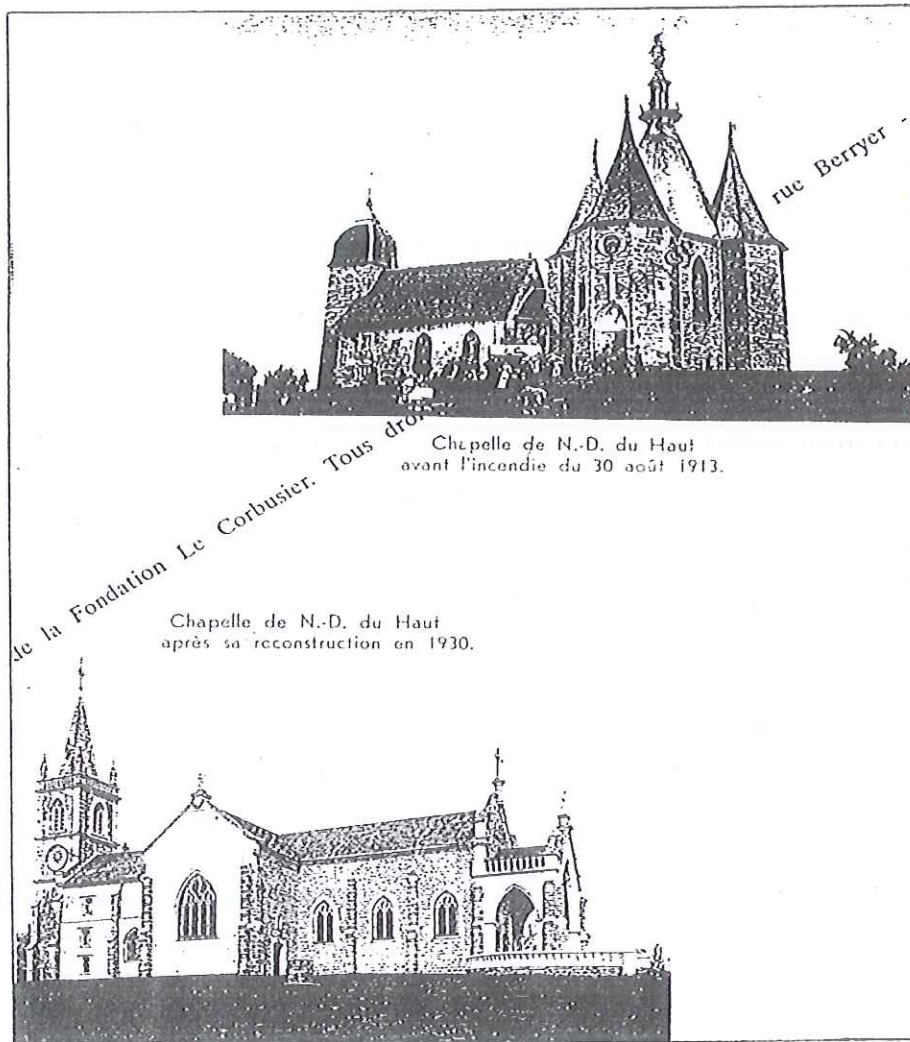 rue Berryer -
Chapelle de N.-D. du Haut
avant l'incendie du 30 août 1913.
de la Fondation Le Corbusier. Tous droi
Chapelle de N.-D. du Haut
après sa reconstruction en 1930.